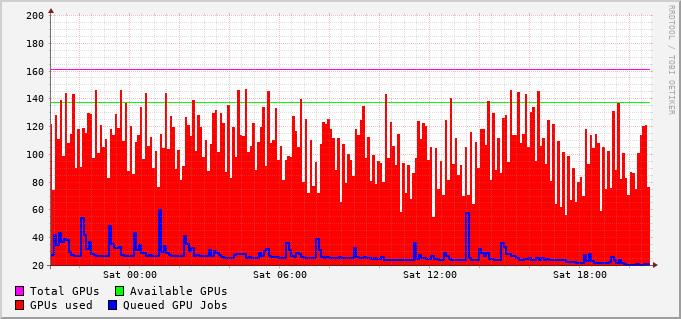 200
180
160
140
120
100
80
60
40
20
Sat 00:00 Sat 06:00 Sat 12:00 Sat 18:00
Total GPUs Available GPUs
GPUs used Queued GPU Jobs
RRDTOOL / TOBI OETIKER